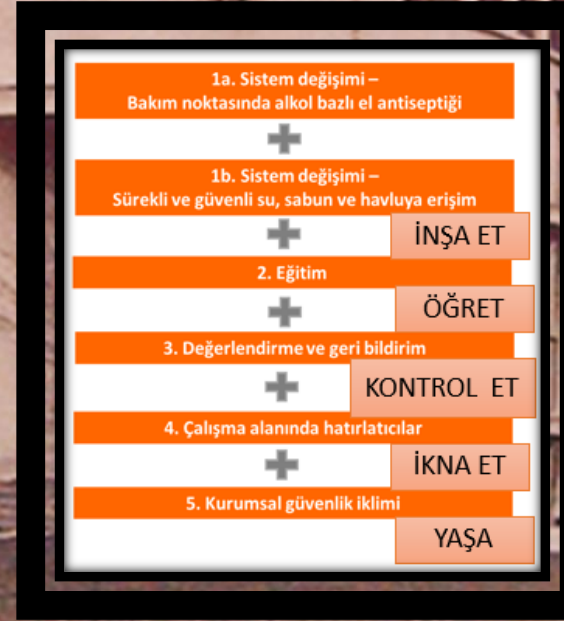 1a. Sistem değişimi –
Bakım noktasında alkol bazlı el antiseptiği
1b. Sistem değişimi –
Sürekli ve güvenli su, sabun ve havluya erişim
İNŞA ET
2. Eğitim
ÖĞRET
3. Değerlendirme ve geri bildirim
KONTROL ET
4. Çalışma alanında hatırlatıcılar
İKNA ET
5. Kurumsal güvenlik iklimi
YAŞA